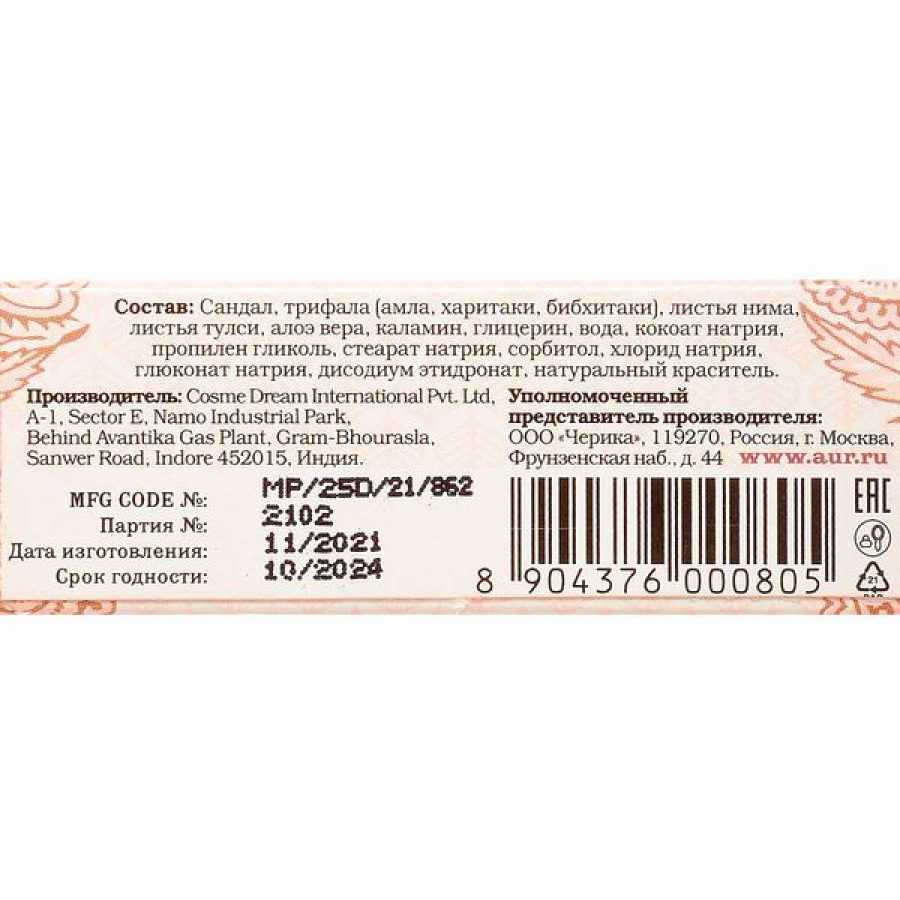 Состав: Сандал, трифала (амла, харитаки, бибхитаки), листья нима,
листья тулси, алоэ вера, каламин, глицерин, вода, кокоат натрия,
пропилен гликоль, стеарат натрия, сорбитол, хлорид натрия,
глюконат натрия, дисодиум этидронат, натуральный краситель.
Производитель: Cosme Dream International Pvt. Ltd,
A-1, Sector E, Namo Industrial Park,
Behind Avantika Gas Plant, Gram-Bhourasla,
Sanwer Road, Indore 452015, Индия.
Уполномоченный
представитель производителя:
ООО «Черика», 119270, Россия, г. Москва,
Фрунзенская наб., д. 44 www.aur.ru
MFG CODE №: MP/25D/21/862
Партия №: 2102
Дата изготовления: 11/2021
Срок годности: 10/2024
8 904376 000805
EAC
21
PAP